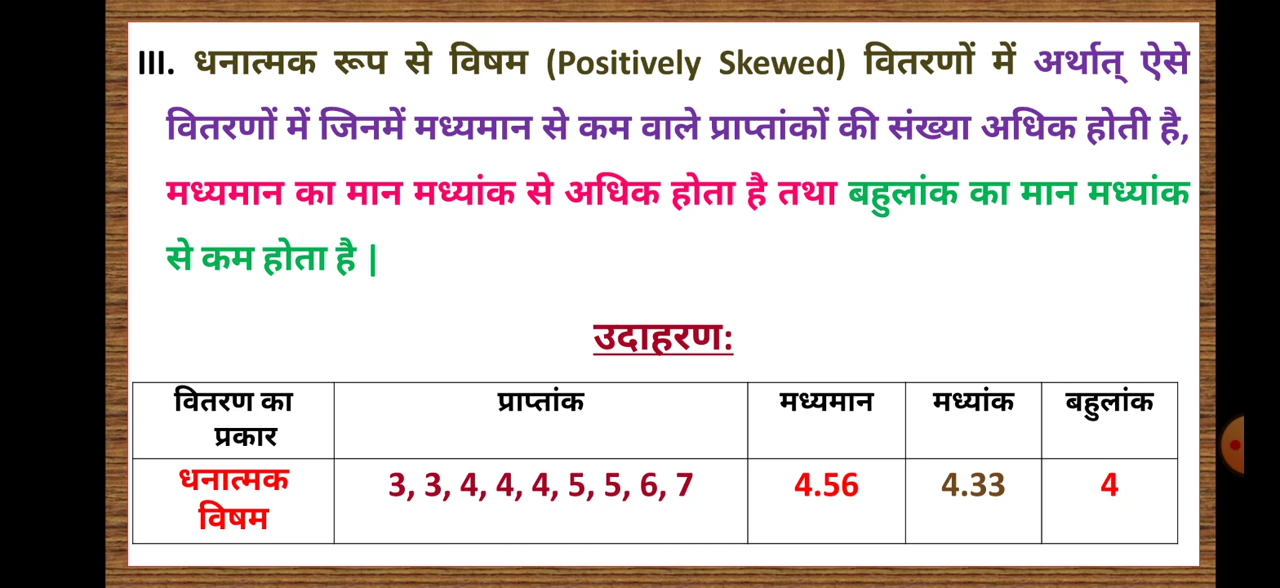 III. धनात्मक रूप से विषम (Positively Skewed) वितरणों में अर्थात् ऐसे
वितरणों में जिनमें मध्यमान से कम वाले प्राप्तांकों की संख्या अधिक होती है,
मध्यमान का मान मध्यांक से अधिक होता है तथा बहुलांक का मान मध्यांक
से कम होता है |
उदाहरण:
वितरण का प्राप्तांक मध्यमान मध्यांक बहुलांक
प्रकार
धनात्मक 3, 3, 4, 4, 4, 5, 5, 6, 7 4.56 4.33 4
विषम